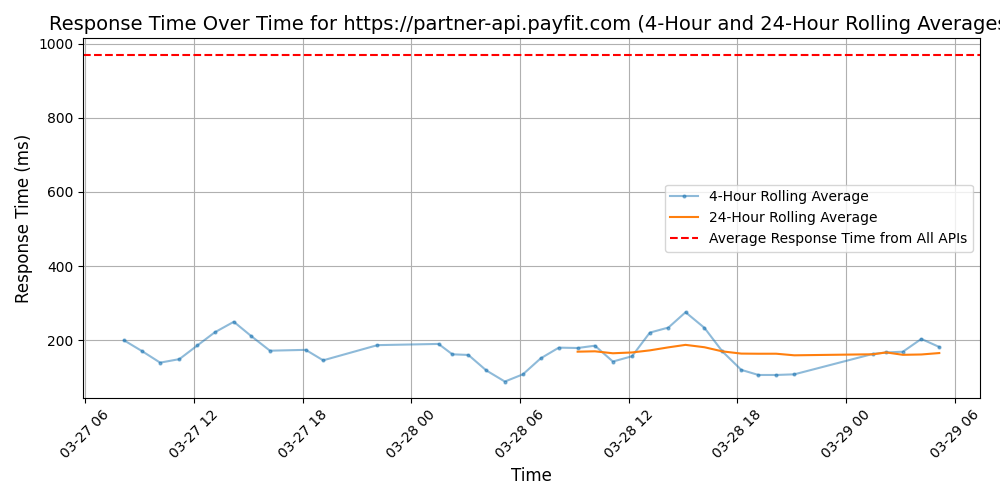 Response Time Over Time for https://partner-api.payfit.com (4-Hour and 24-Hour Rolling Averages
Response Time (ms)
1000
800
600
400
200
4-Hour Rolling Average
24-Hour Rolling Average
Average Response Time from All APIs
03-27 06
03-27 12
03-27 18
03-28 00
03-28 06
03-28 12
03-28 18
03-29 00
03-29 06
Time